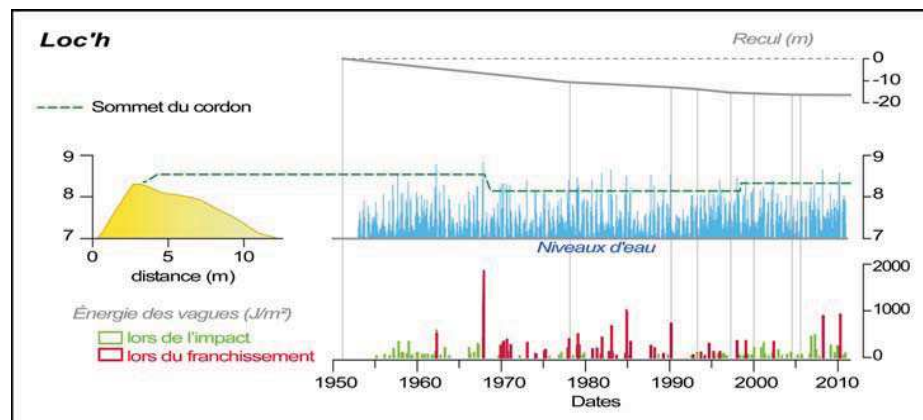 Loc'h
Recul (m)
0
-10
-20
Sommet du cordon
9
8
7
0 5 10
distance (m)
9
8
7
Niveaux d'eau
Énergie des vagues (J/m²)
lors de l'impact
lors du franchissement
2000
1000
0
1950 1960 1970 1980 1990 2000 2010
Dates